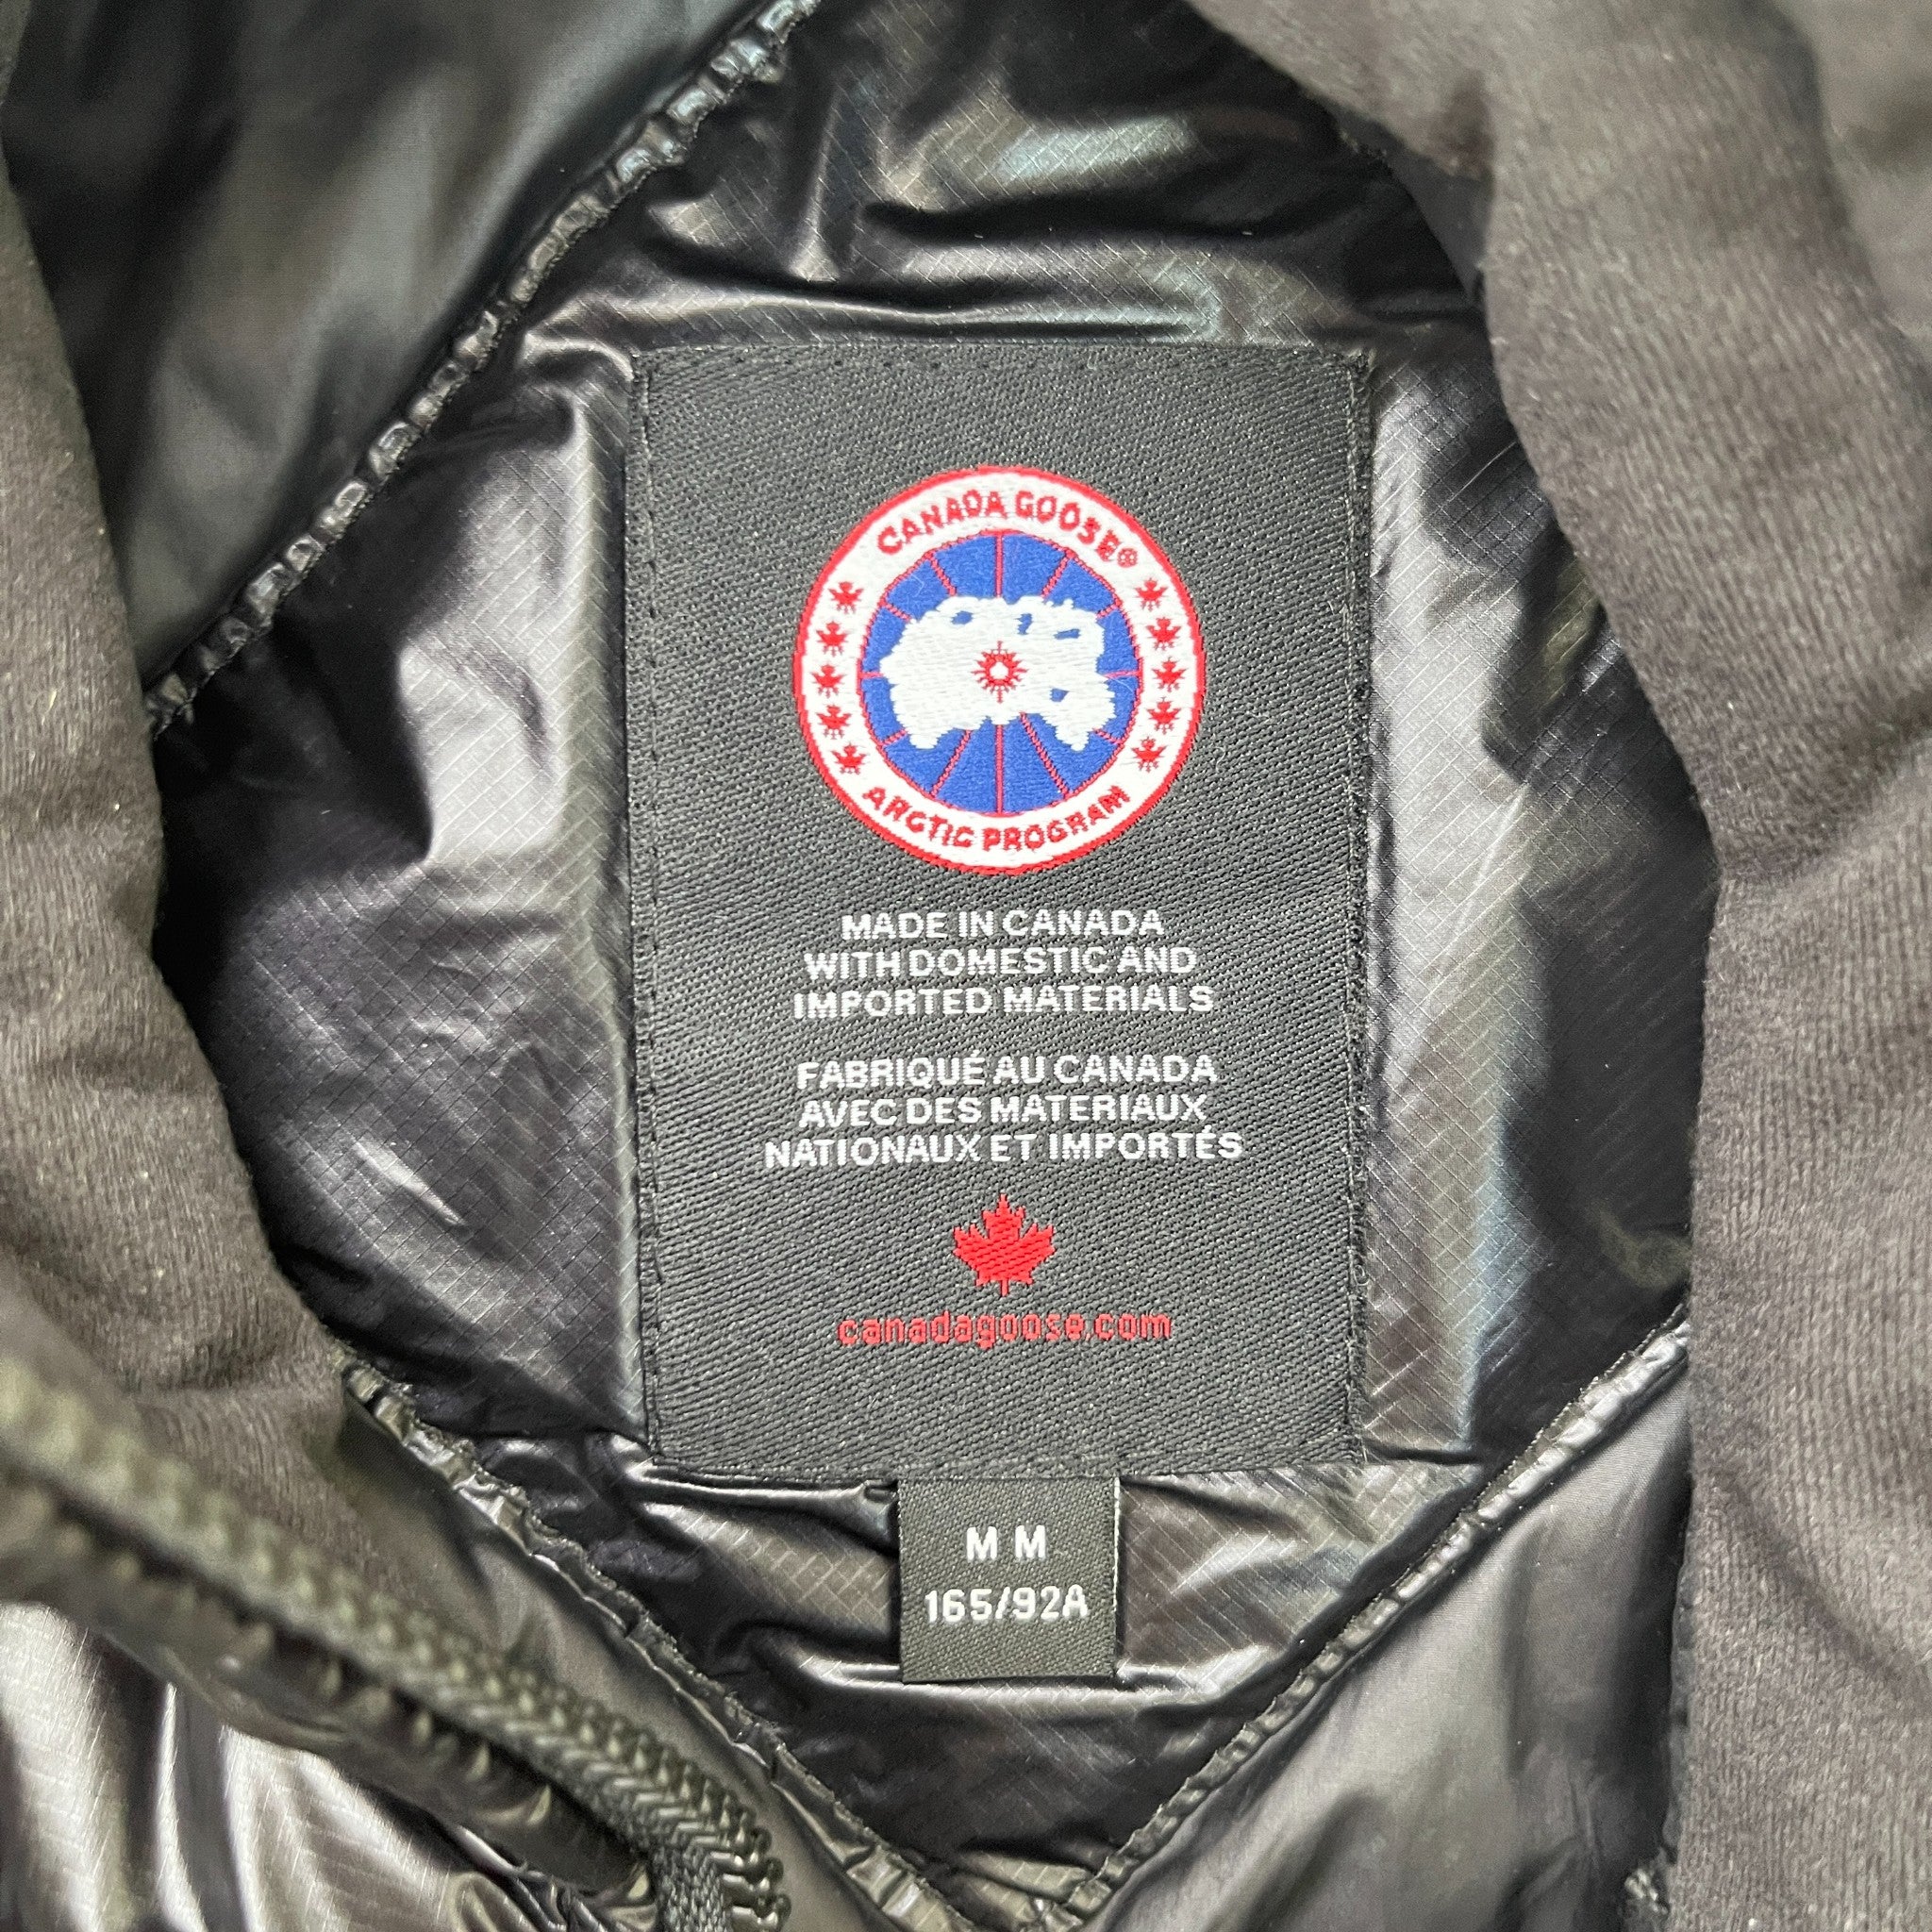 CANADA GOOSE®
ARCTIC PROGRAM
MADE IN CANADA
WITH DOMESTIC AND
IMPORTED MATERIALS
FABRIQUÉ AU CANADA
AVEC DES MATERIAUX
NATIONAUX ET IMPORTÉS
canadagoose.com
M M
165/92A